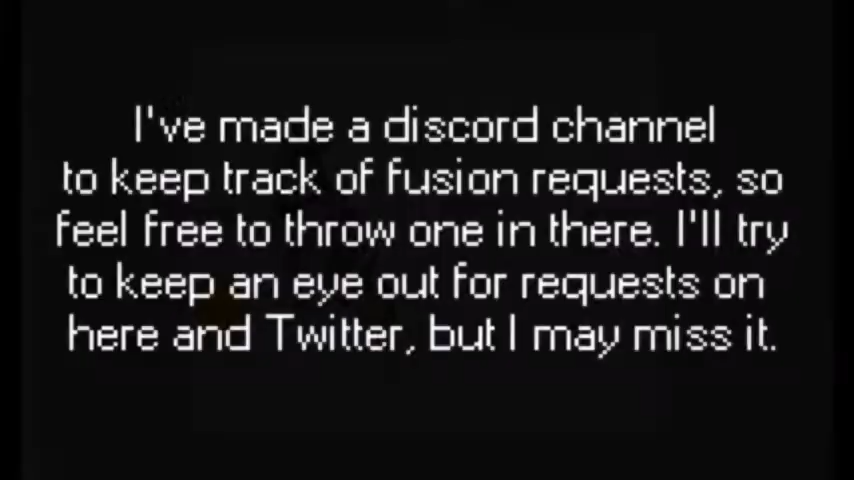 I've made a discord channel
to keep track of fusion requests, so
feel free to throw one in there. I'll try
to keep an eye out for requests on
here and Twitter, but I may miss it.